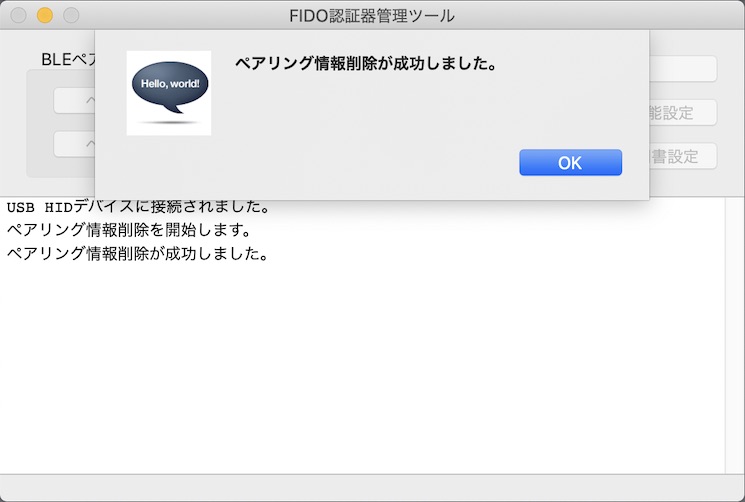 FIDO認証器管理ツール
BLEペア
ペアリング情報削除が成功しました。
Hello, world!
ペ
能設定
ペ
書設定
OK
USB HIDデバイスに接続されました。
ペアリング情報削除を開始します。
ペアリング情報削除が成功しました。